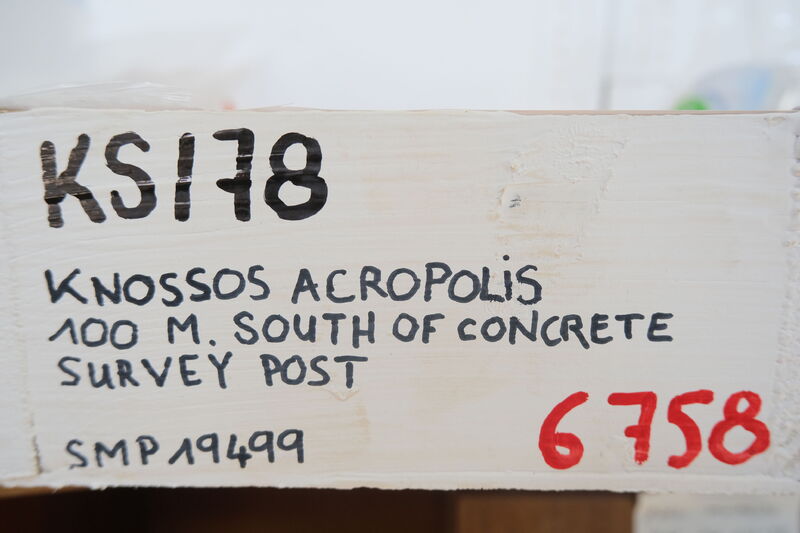 KS178
KNOSSOS ACROPOLiS
100 M. SOUTH OF CONCRETE
SURVEY POST
SMP 19499
6758